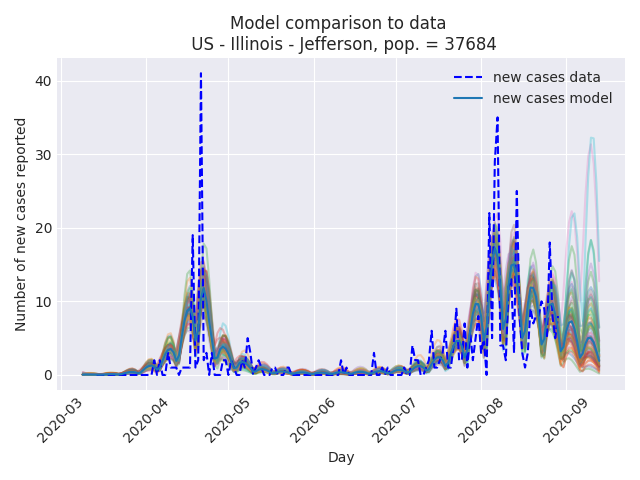 Model comparison to data
US - Illinois - Jefferson, pop. = 37684
new cases data
new cases model
Number of new cases reported
40
30
20
10
0
2020-03
2020-04
2020-05
2020-06
2020-07
2020-08
2020-09
Day